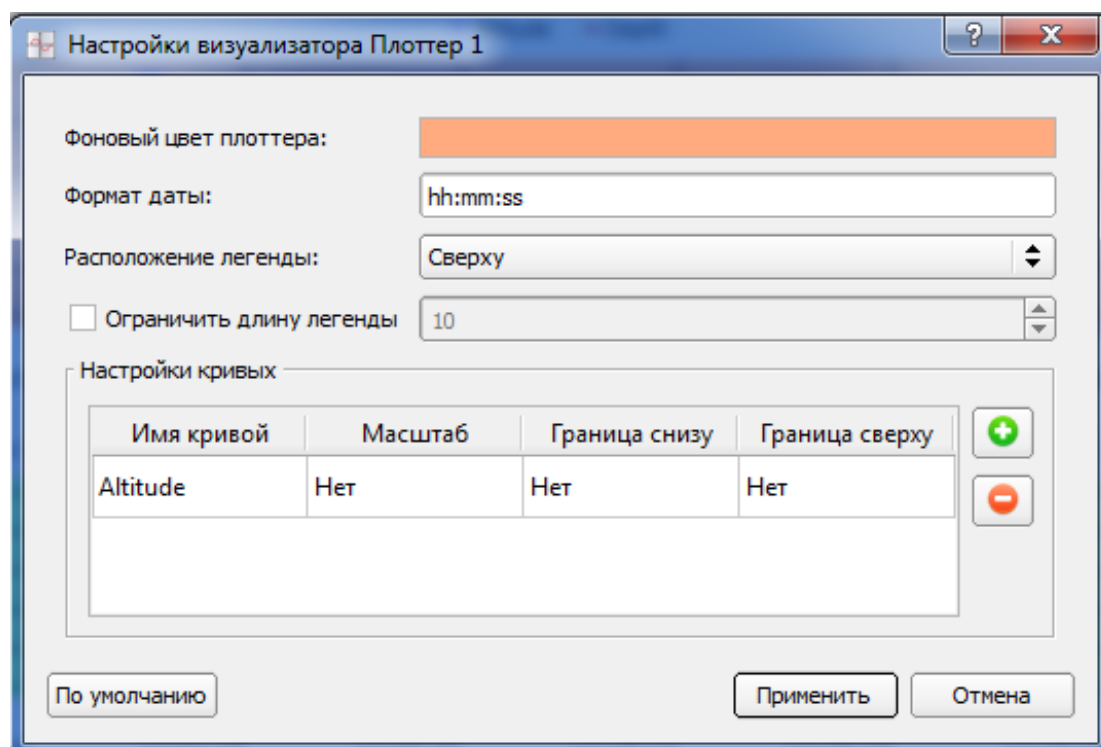 Настройки визуализатора Плоттер 1
Фоновый цвет плоттера:
Формат даты: hh:mm:ss
Расположение легенды: Сверху
Ограничить длину легенды 10
Настройки кривых
Имя кривой Масштаб Граница снизу Граница сверху
Altitude Нет Нет Нет
По умолчанию Применить Отмена